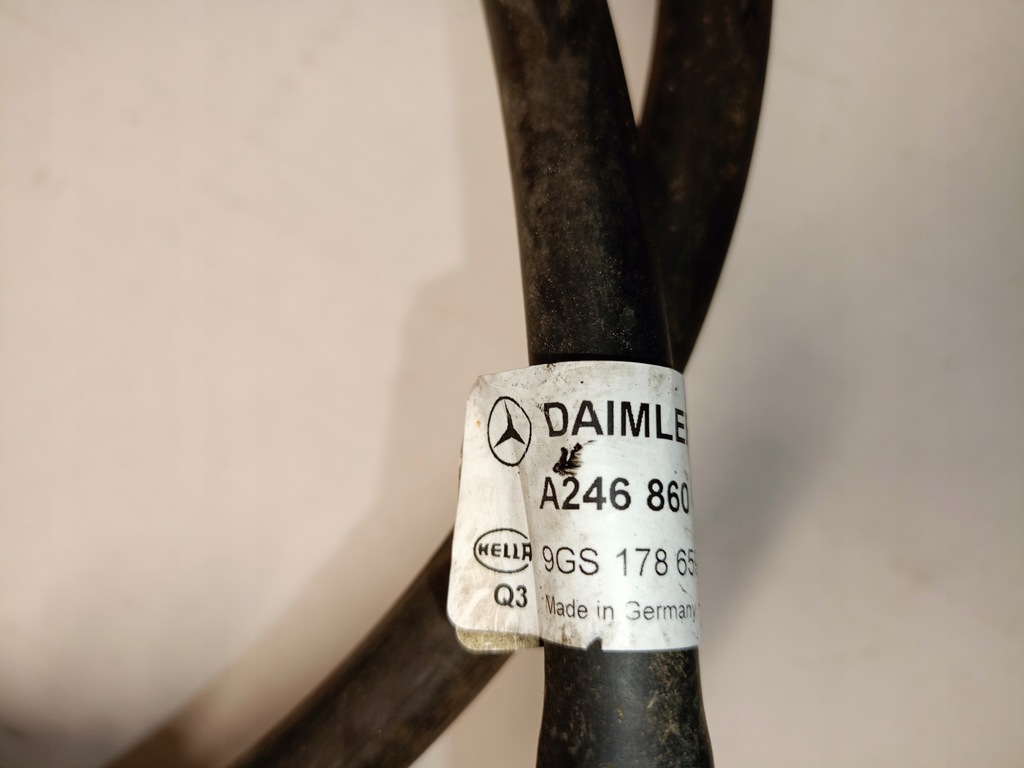 DAIMLE
A246 860
HELLA
9GS 178 65
Q3
Made in Germany